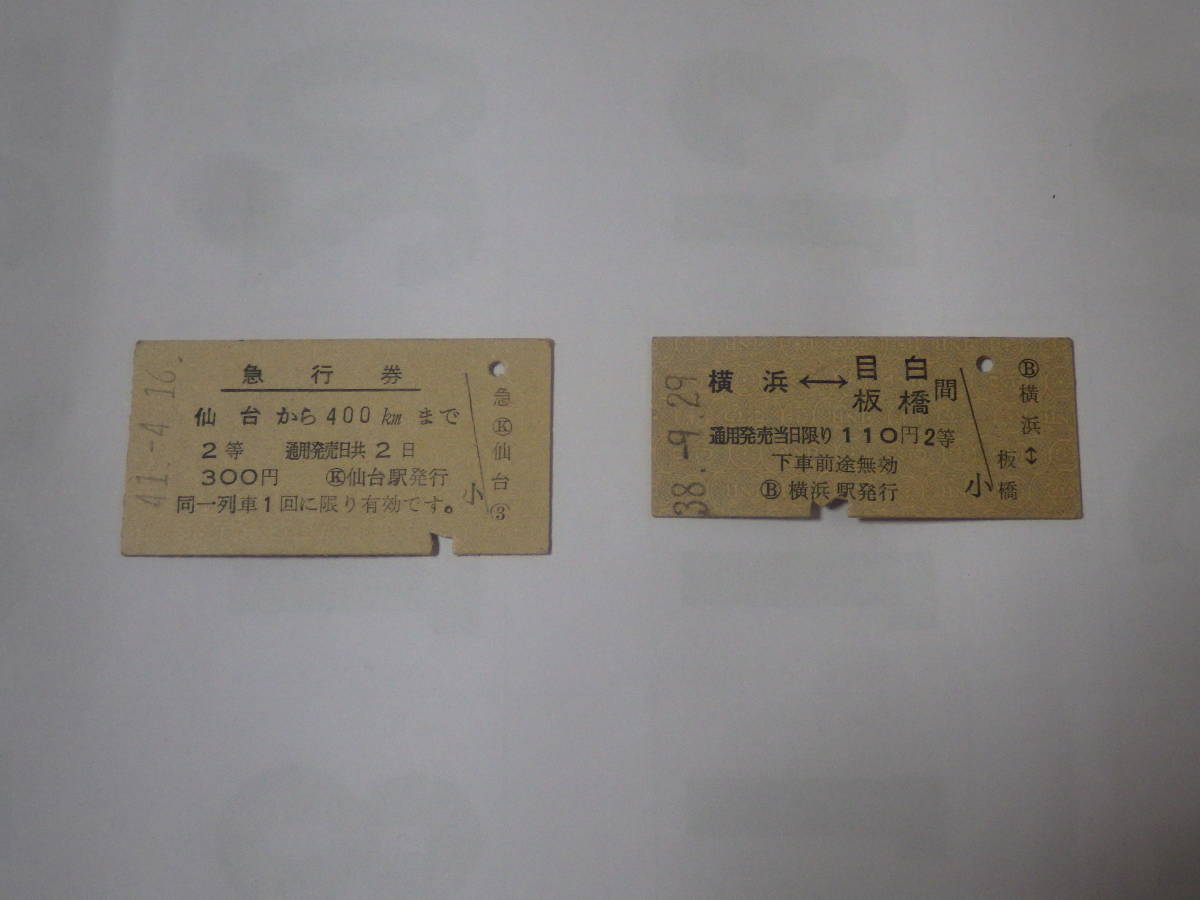 41.-4.16.
急行券
仙台から400kmまで
2等 通用発売日共2日
300円 Ⓚ仙台駅発行
同一列車1回に限り有効です。
小
急Ⓚ仙台③
38.-9.29
横浜⟷目白板橋間
通用発売当日限り110円2等
下車前途無効
Ⓑ横浜駅発行
小
Ⓑ横浜↔板橋